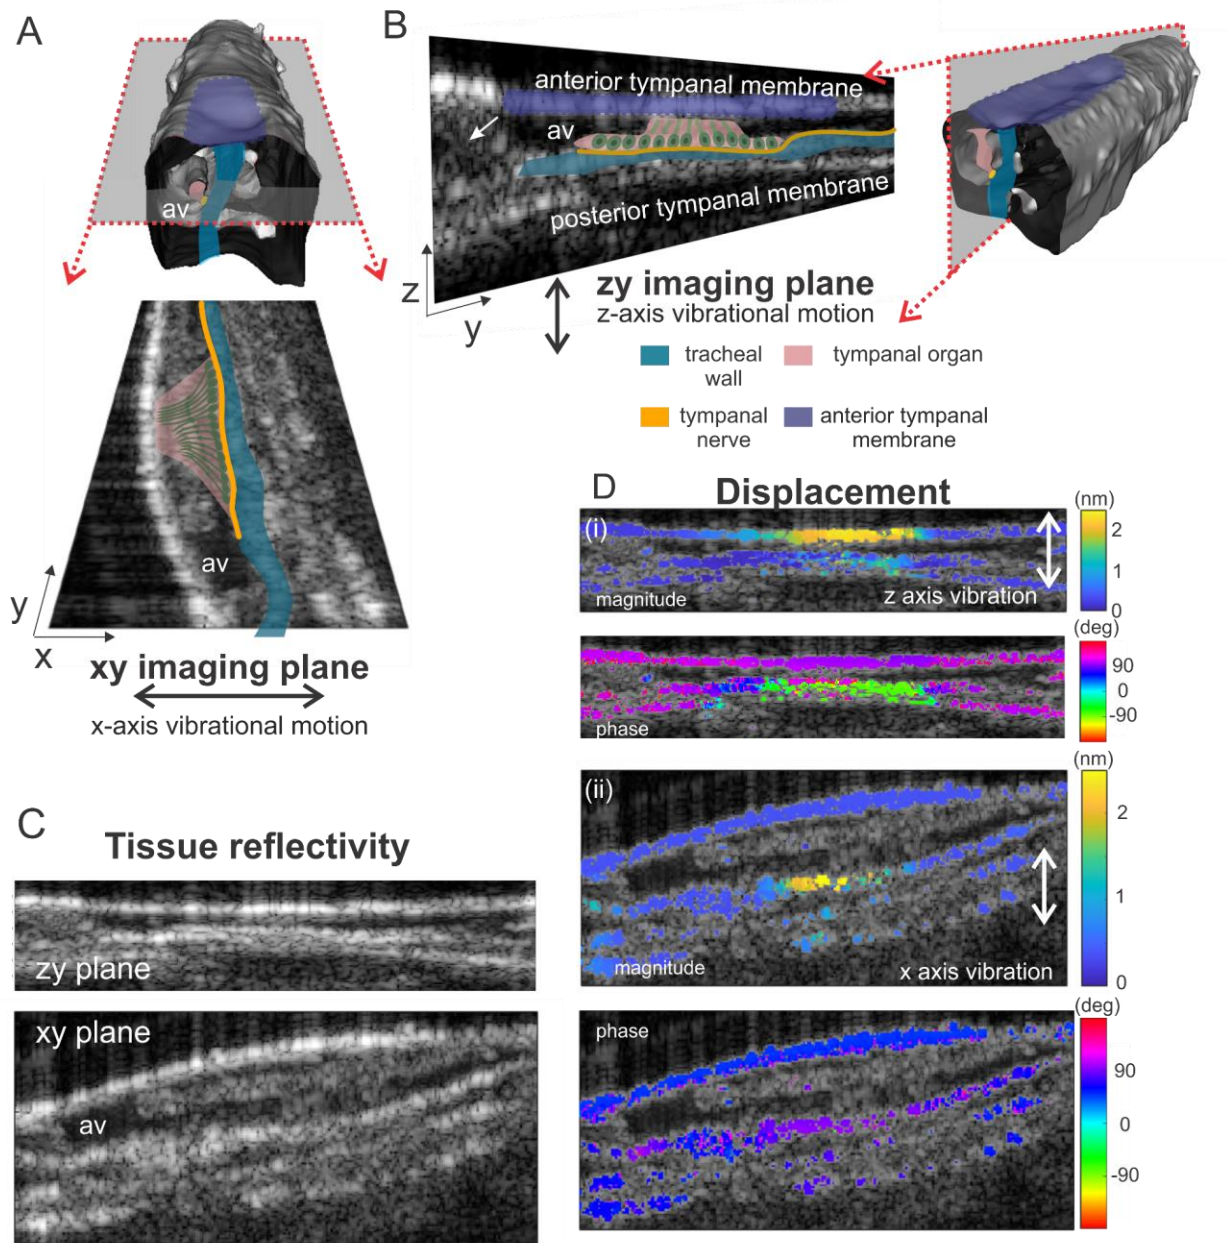 A
av
av
y
x
xy imaging plane
x-axis vibrational motion
B
anterior tympanal membrane
av
posterior tympanal membrane
z
y
zy imaging plane
z-axis vibrational motion
tracheal
wall
tympanal organ
tympanal
nerve
anterior tympanal
membrane
C
Tissue reflectivity
zy plane
xy plane
av
D
Displacement
(i)
magnitude
z axis vibration
(nm)
2
1
0
phase
(deg)
90
0
-90
(ii)
magnitude
x axis vibration
(nm)
2
1
0
phase
(deg)
90
0
-90